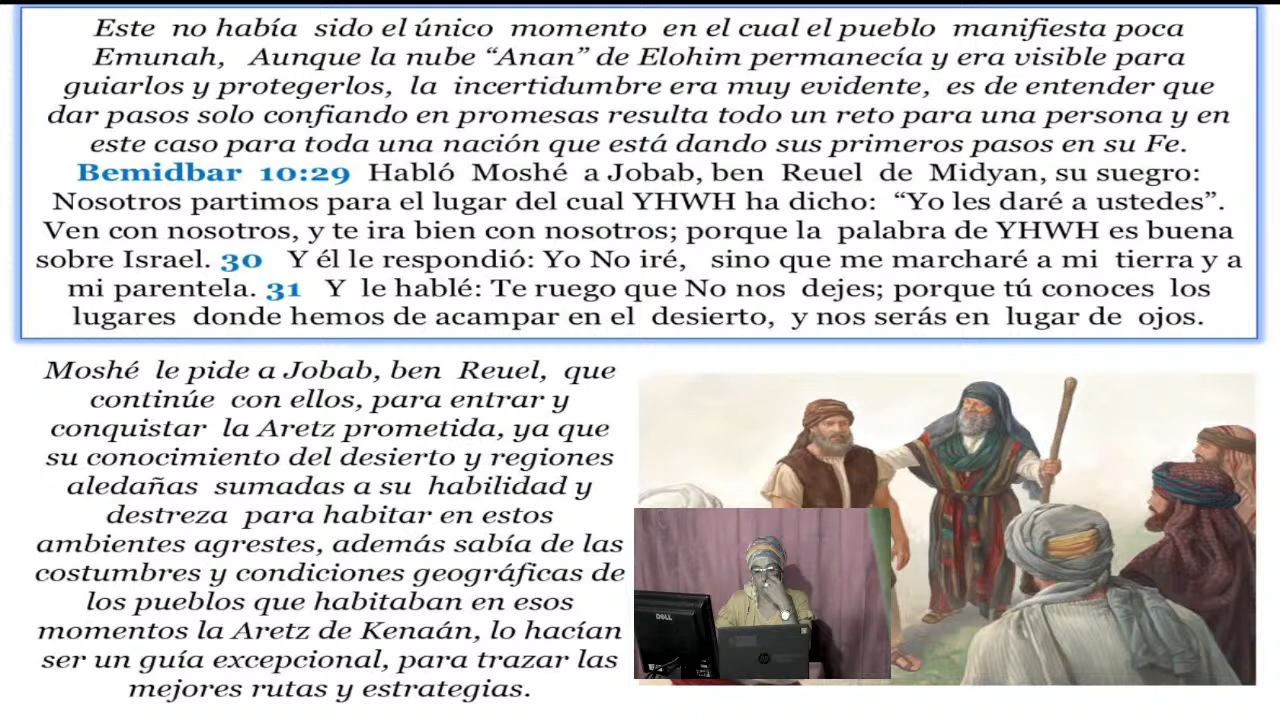 Este no había sido el único momento en el cual el pueblo manifiesta poca
Emunah, Aunque la nube “Anan” de Elohim permanecía y era visible para
guiarlos y protegerlos, la incertidumbre era muy evidente, es de entender que
dar pasos solo confiando en promesas resulta todo un reto para una persona y en
este caso para toda una nación que está dando sus primeros pasos en su Fe.
Bemidbar 10:29 Habló Moshé a Jobab, ben Reuel de Midyan, su suegro:
Nosotros partimos para el lugar del cual YHWH ha dicho: “Yo les daré a ustedes”.
Ven con nosotros, y te ira bien con nosotros; porque la palabra de YHWH es buena
sobre Israel. 30 Y él le respondió: Yo No iré, sino que me marcharé a mi tierra y a
mi parentela. 31 Y le hablé: Te ruego que No nos dejes; porque tú conoces los
lugares donde hemos de acampar en el desierto, y nos serás en lugar de ojos.
Moshé le pide a Jobab, ben Reuel, que
continúe con ellos, para entrar y
conquistar la Aretz prometida, ya que
su conocimiento del desierto y regiones
aledañas sumadas a su habilidad y
destreza para habitar en estos
ambientes agrestes, además sabía de las
costumbres y condiciones geográficas de
los pueblos que habitaban en esos
momentos la Aretz de Kenaán, lo hacían
ser un guía excepcional, para trazar las
mejores rutas y estrategias.
DELL
hp